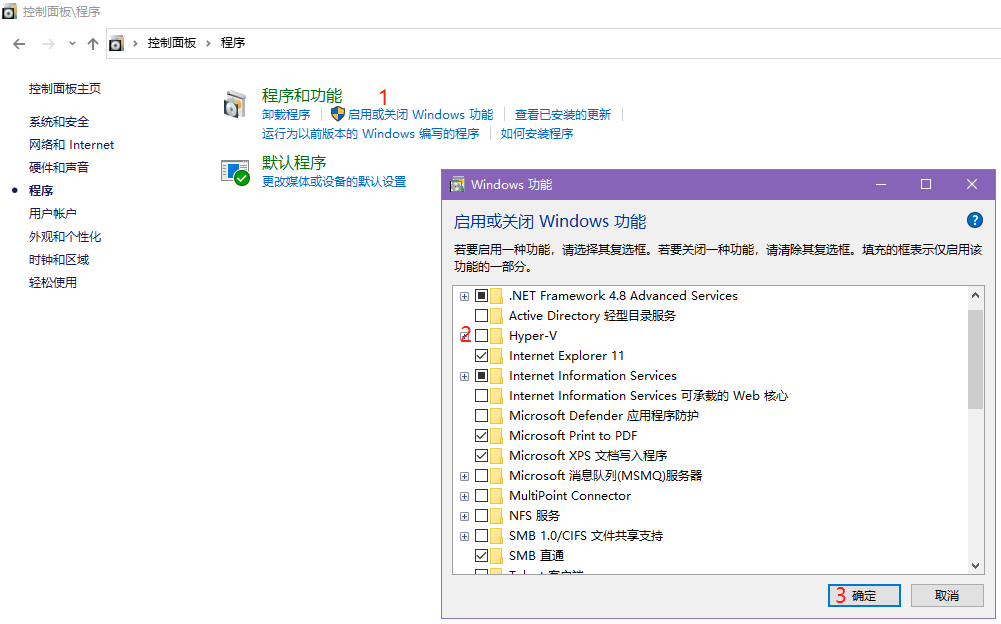 控制面板\程序
控制面板 › 程序
控制面板主页
系统和安全
网络和 Internet
硬件和声音
程序
用户帐户
外观和个性化
时钟和区域
轻松使用
程序和功能 1
卸载程序 启用或关闭 Windows 功能 查看已安装的更新
运行为以前版本的 Windows 编写的程序 如何安装程序
默认程序
更改媒体或设备的默认设置
Windows 功能
启用或关闭 Windows 功能
若要启用一种功能，请选择其复选框。若要关闭一种功能，请清除其复选框。填充的框表示仅启用该
功能的一部分。
.NET Framework 4.8 Advanced Services
Active Directory 轻型目录服务
2 Hyper-V
Internet Explorer 11
Internet Information Services
Internet Information Services 可承载的 Web 核心
Microsoft Defender 应用程序防护
Microsoft Print to PDF
Microsoft XPS 文档写入程序
Microsoft 消息队列(MSMQ)服务器
MultiPoint Connector
NFS 服务
SMB 1.0/CIFS 文件共享支持
SMB 直通
3 确定 取消